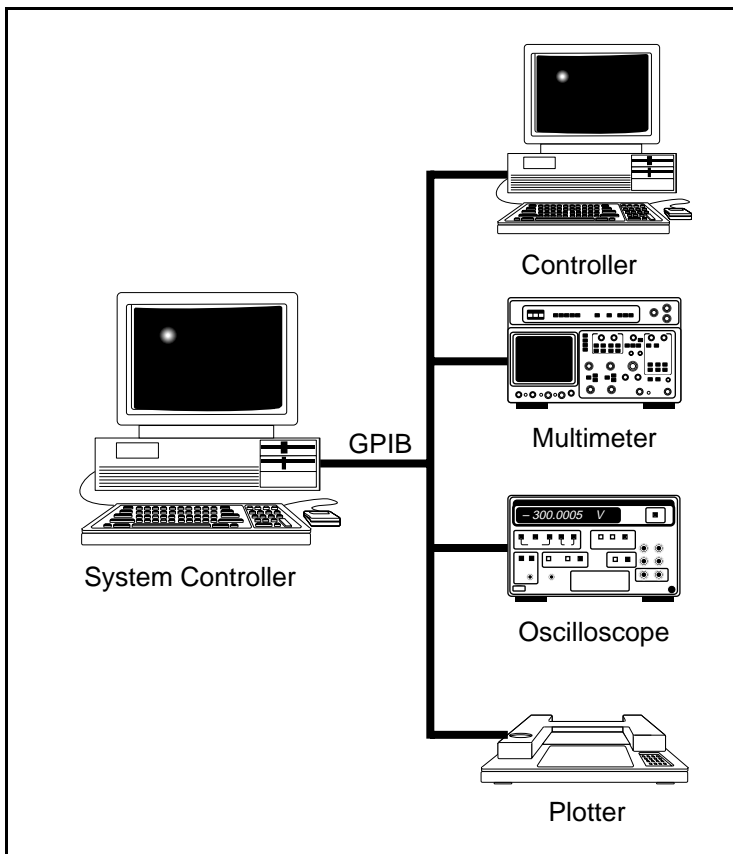 Controller
Multimeter
GPIB
– 300.0005 V
System Controller
Oscilloscope
Plotter